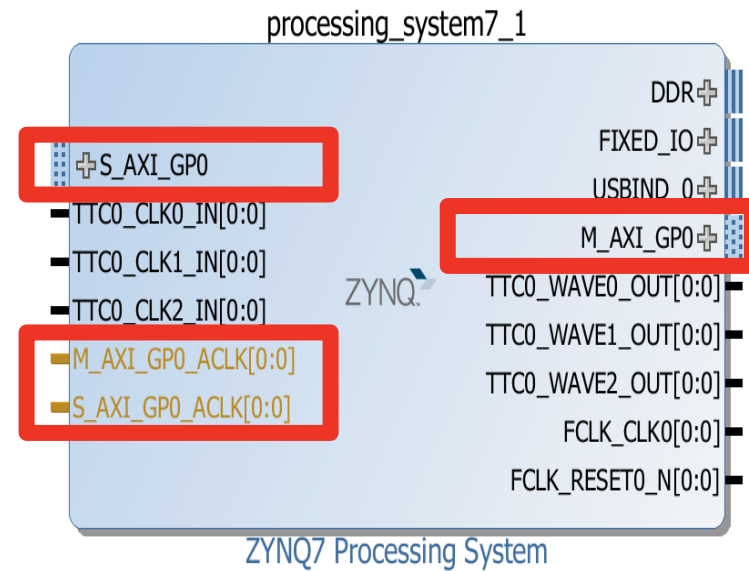 processing_system7_1
S_AXI_GP0
TTC0_CLK0_IN[0:0]
TTC0_CLK1_IN[0:0]
TTC0_CLK2_IN[0:0]
M_AXI_GP0_ACLK[0:0]
S_AXI_GP0_ACLK[0:0]
ZYNQ.
DDR
FIXED_IO
USBIND_0
M_AXI_GP0
TTC0_WAVE0_OUT[0:0]
TTC0_WAVE1_OUT[0:0]
TTC0_WAVE2_OUT[0:0]
FCLK_CLK0[0:0]
FCLK_RESET0_N[0:0]
ZYNQ7 Processing System